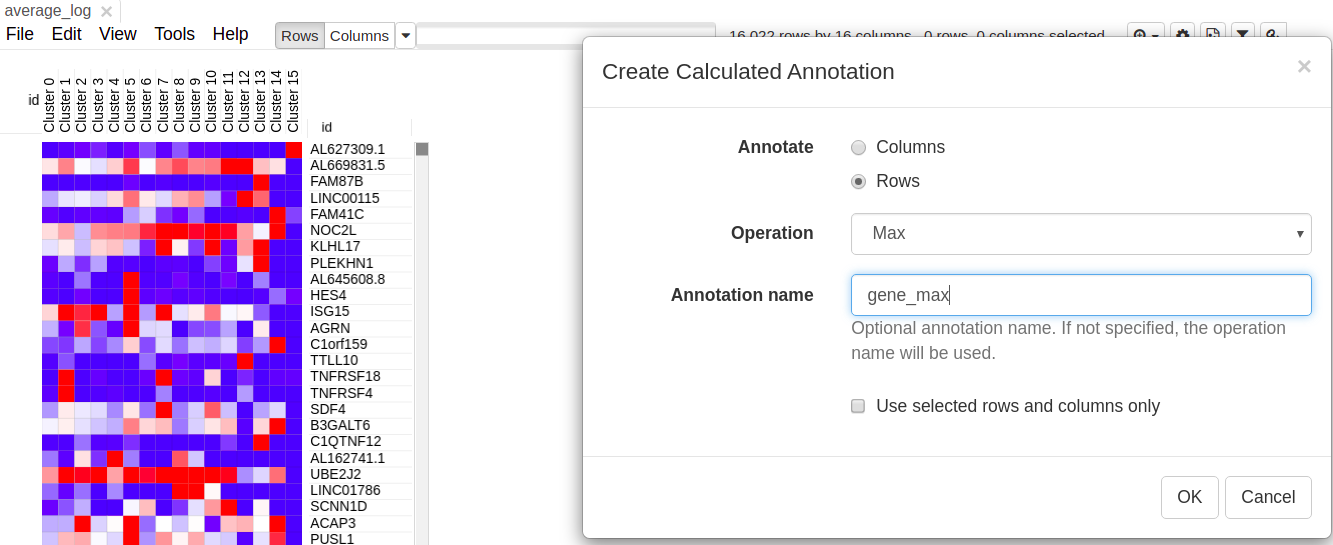 average_log ×
File Edit View Tools Help Rows Columns
16,022 rows by 16 columns 0 rows, 0 columns selected
id Cluster 0 Cluster 1 Cluster 2 Cluster 3 Cluster 4 Cluster 5 Cluster 6 Cluster 7 Cluster 8 Cluster 9 Cluster 10 Cluster 11 Cluster 12 Cluster 13 Cluster 14 Cluster 15
id
AL627309.1
AL669831.5
FAM87B
LINC00115
FAM41C
NOC2L
KLHL17
PLEKHN1
AL645608.8
HES4
ISG15
AGRN
C1orf159
TTLL10
TNFRSF18
TNFRSF4
SDF4
B3GALT6
C1QTNF12
AL162741.1
UBE2J2
LINC01786
SCNN1D
ACAP3
PUSL1
Create Calculated Annotation ×
Annotate Columns
Rows
Operation Max
Annotation name gene_max
Optional annotation name. If not specified, the operation
name will be used.
Use selected rows and columns only
OK Cancel